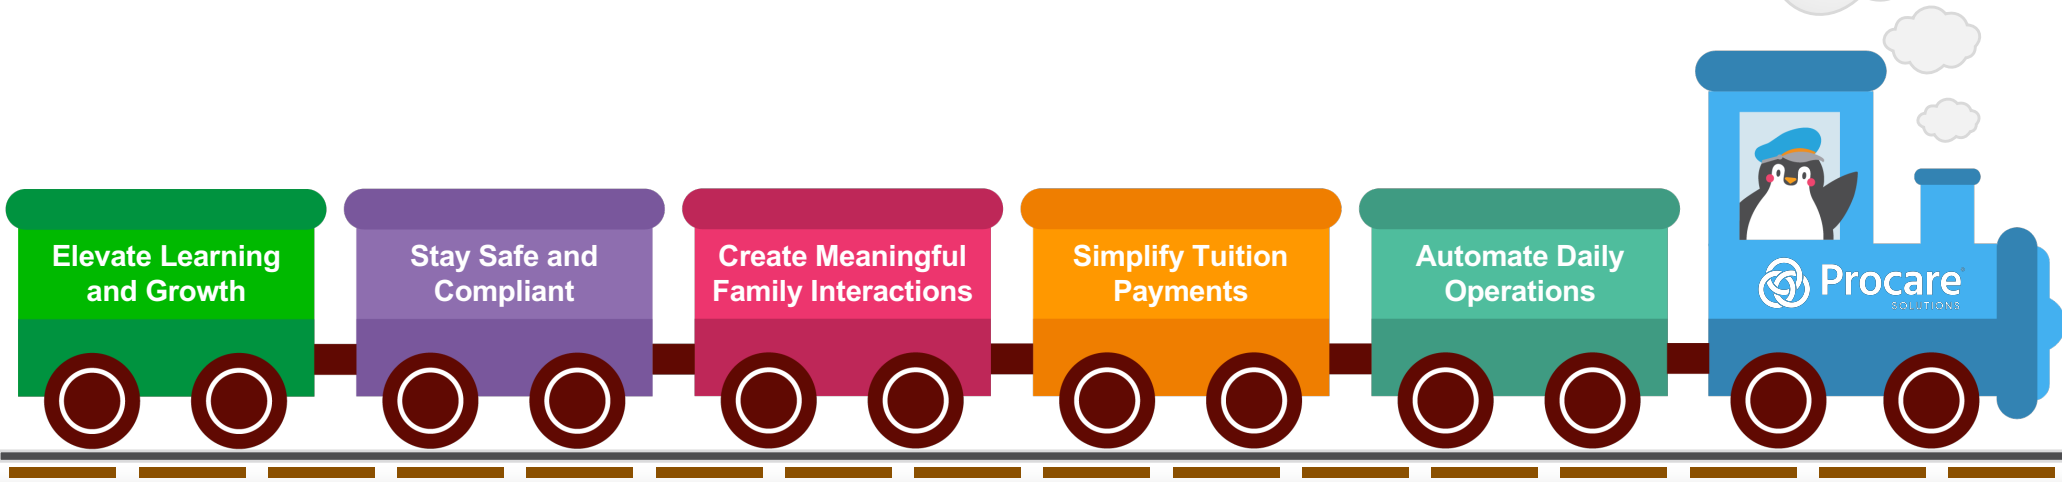 Elevate Learning
and Growth
Stay Safe and
Compliant
Create Meaningful
Family Interactions
Simplify Tuition
Payments
Automate Daily
Operations
Procare
SOLUTIONS